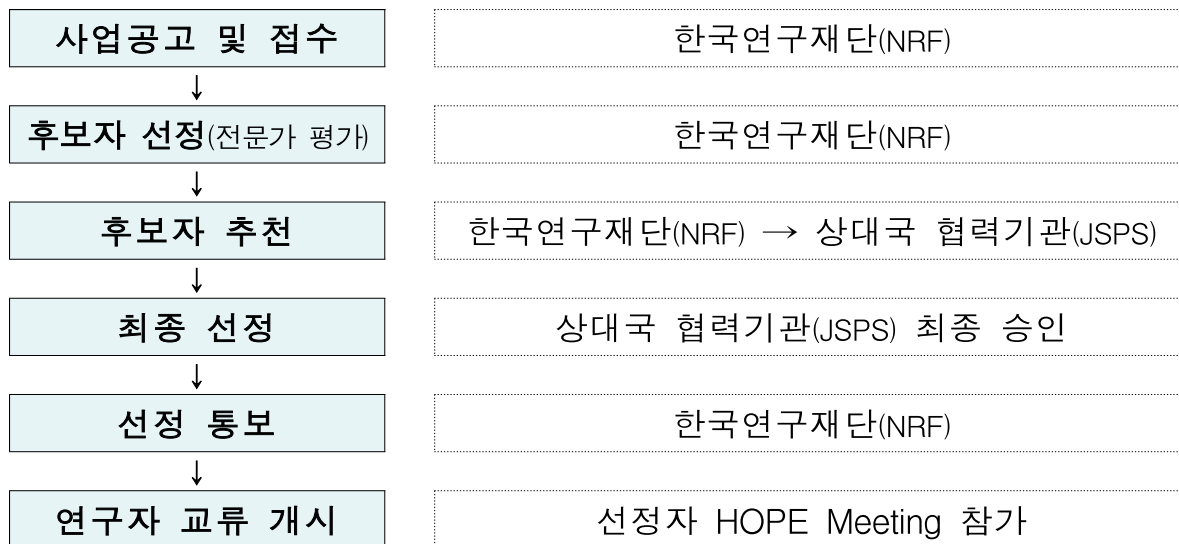 사업공고 및 접수 한국연구재단(NRF)
↓
후보자 선정(전문가 평가) 한국연구재단(NRF)
↓
후보자 추천 한국연구재단(NRF) → 상대국 협력기관(JSPS)
↓
최종 선정 상대국 협력기관(JSPS) 최종 승인
↓
선정 통보 한국연구재단(NRF)
↓
연구자 교류 개시 선정자 HOPE Meeting 참가